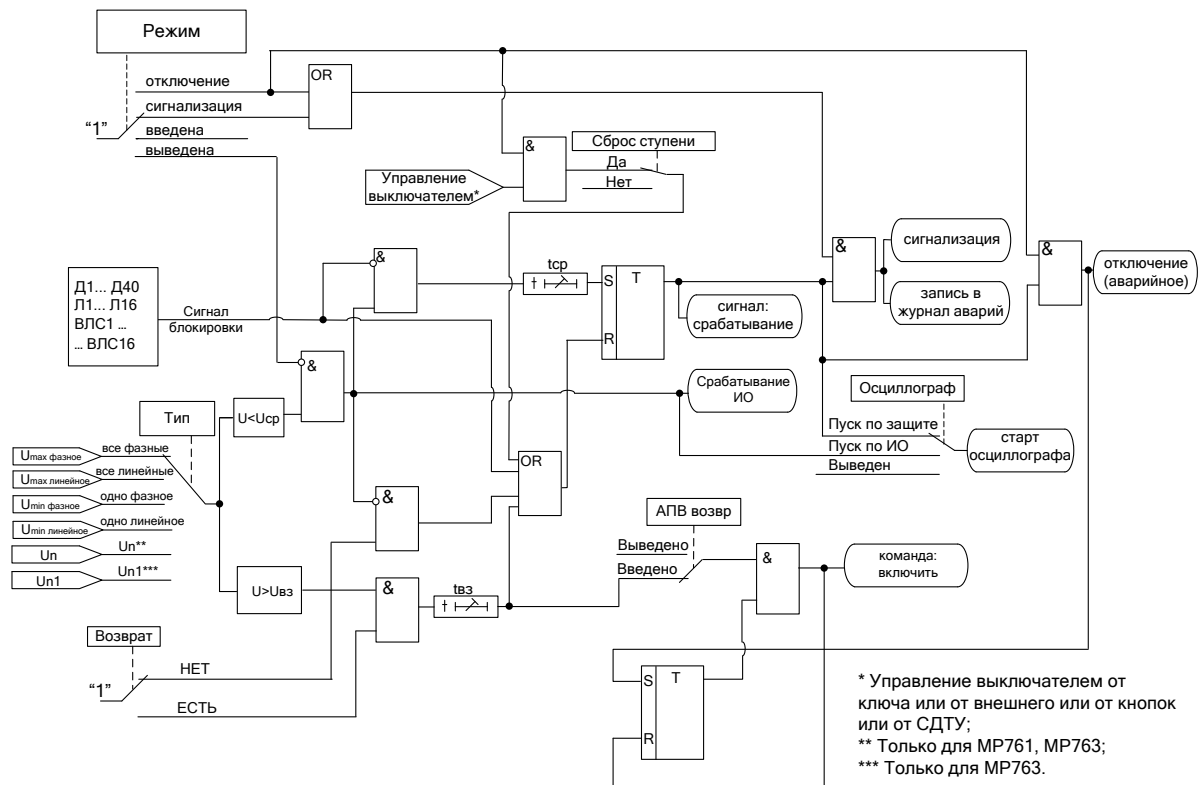 Режим
отключение
OR
сигнализация
“1”
введена
выведена
&
Сброс ступени
Да
Нет
Управление
выключателем*
&
tср
S
T
R
&
сигнализация
запись в
журнал аварий
&
отключение
(аварийное)
Д1... Д40
Л1... Л16
ВЛС1 ...
... ВЛС16
Сигнал
блокировки
сигнал:
срабатывание
&
Срабатывание
ИО
Осциллограф
Пуск по защите
Пуск по ИО
Выведен
старт
осциллографа
Тип
U<Uср
Umax фазное
все фазные
Umax линейное
все линейные
Umin фазное
одно фазное
Umin линейное
одно линейное
Un
Un**
Un1
Un1***
OR
&
АПВ возвр
Выведено
Введено
&
команда:
включить
U>Uвз
&
tвз
Возврат
НЕТ
“1”
ЕСТЬ
S
T
R
* Управление выключателем от
ключа или от внешнего или от кнопок
или от СДТУ;
** Только для МР761, МР763;
*** Только для МР763.